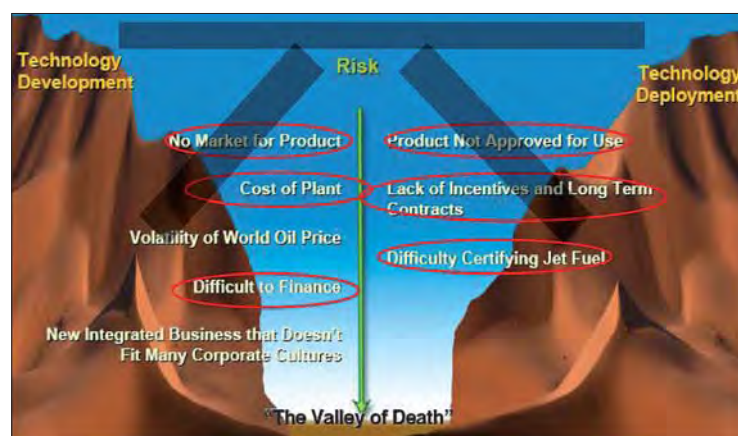 Technology
Development
Risk
Technology
Deployment
No Market for Product
Product Not Approved for Use
Cost of Plant
Lack of Incentives and Long Term
Contracts
Volatility of World Oil Price
Difficulty Certifying Jet Fuel
Difficult to Finance
New Integrated Business that Doesn't
Fit Many Corporate Cultures
"The Valley of Death"